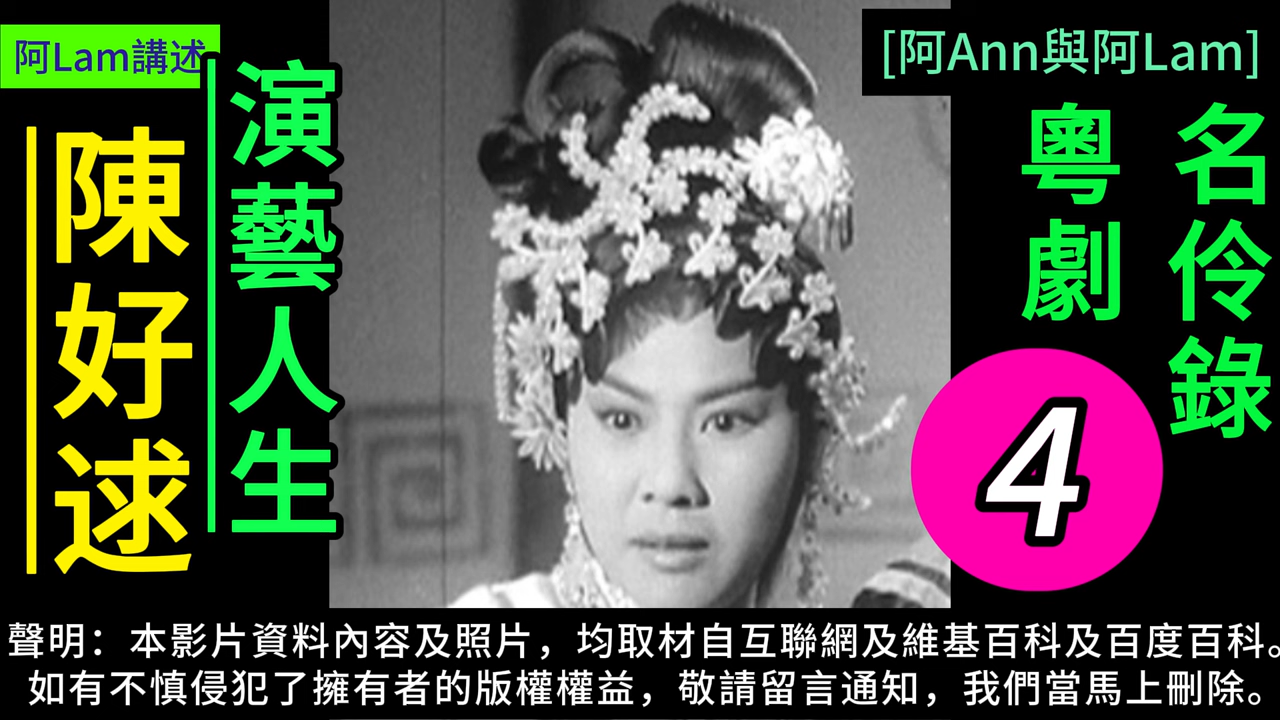 阿Lam講述
演藝人生
陳好逑
[阿Ann與阿Lam]
名伶錄
粵劇
4
聲明：本影片資料內容及照片，均取材自互聯網及維基百科及百度百科。
如有不慎侵犯了擁有者的版權權益，敬請留言通知，我們當馬上刪除。